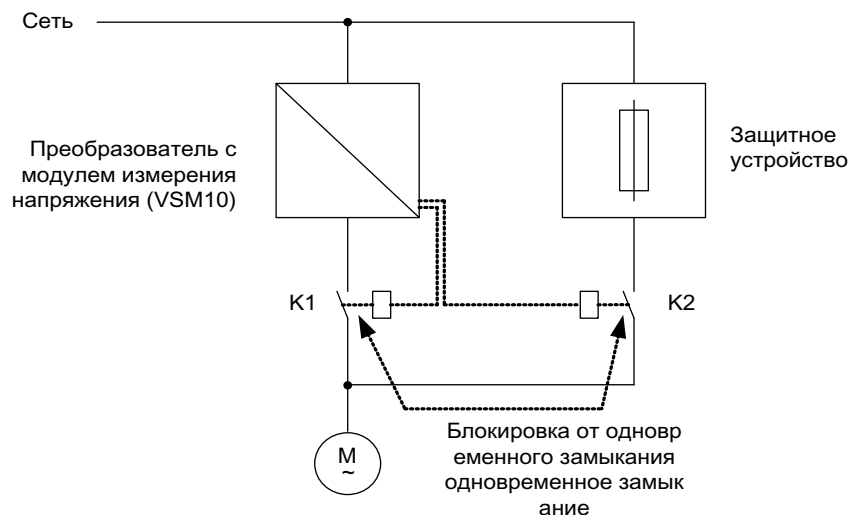 Сеть
Преобразователь с
модулем измерения
напряжения (VSM10)
Защитное
устройство
K1
K2
Блокировка от одновр
еменного замыкания
одновременное замык
ание
M
~